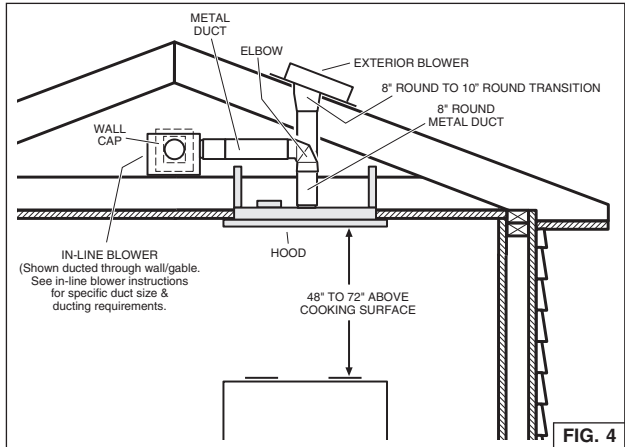 METAL
DUCT
ELBOW
EXTERIOR BLOWER
8" ROUND TO 10" ROUND TRANSITION
8" ROUND
METAL DUCT
WALL
CAP
IN-LINE BLOWER
(Shown ducted through wall/gable.
See in-line blower instructions
for specific duct size &
ducting requirements.
HOOD
48" TO 72" ABOVE
COOKING SURFACE
FIG. 4